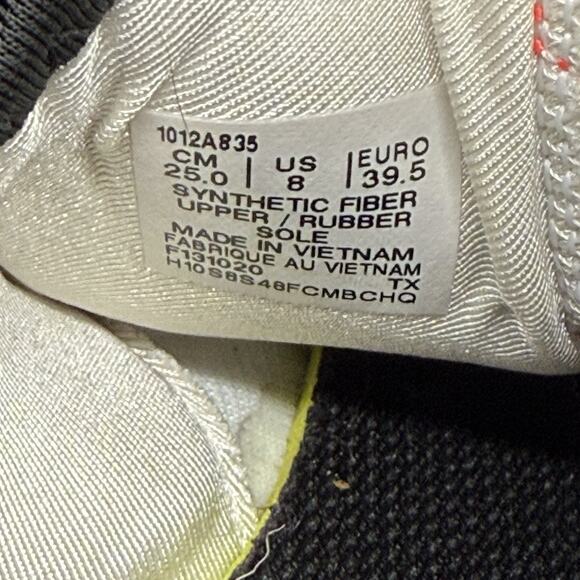 1012A835
CM 25.0 | US 8 | EURO 39.5
SYNTHETIC FIBER
UPPER / RUBBER
SOLE
MADE IN VIETNAM
FABRIQUE AU VIETNAM
F131020 TX
H10S8S48FCMBCHQ